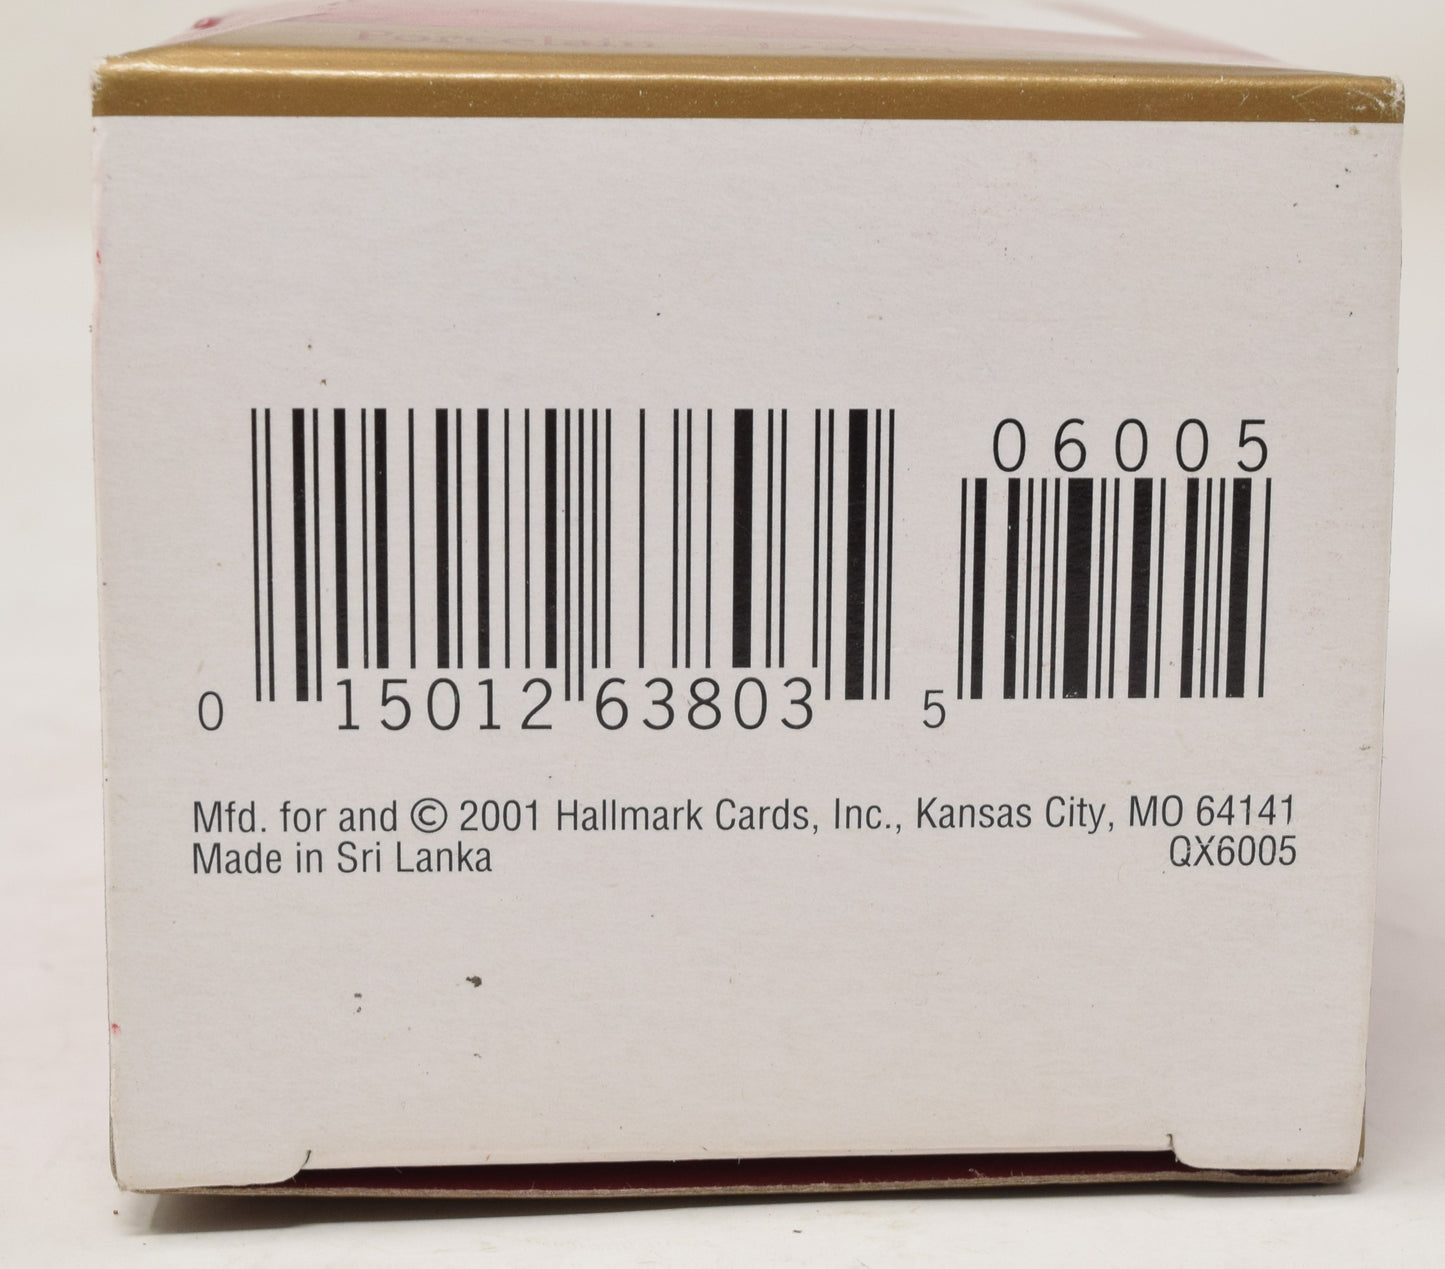 Porcelain
06005
0 15012 63803 5
Mfd. for and © 2001 Hallmark Cards, Inc., Kansas City, MO 64141
Made in Sri Lanka QX6005